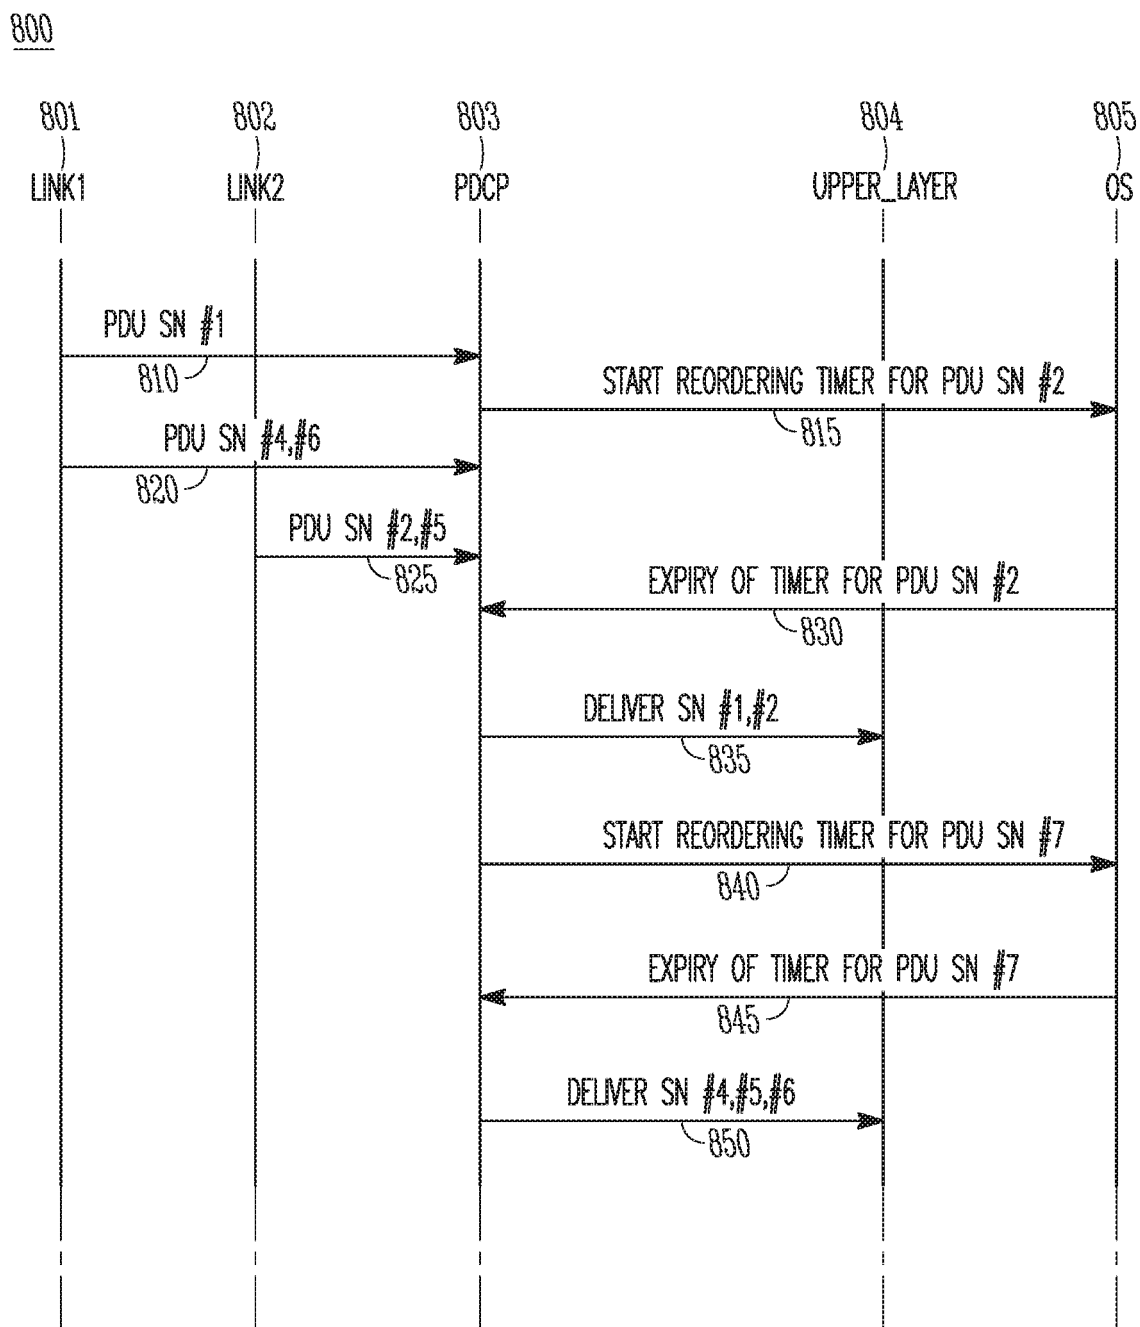 800
801 802 803 804 805
LINK1 LINK2 PDCP UPPER_LAYER OS
PDU SN #1
810
START REORDERING TIMER FOR PDU SN #2
815
PDU SN #4,#6
820
PDU SN #2,#5
825
EXPIRY OF TIMER FOR PDU SN #2
830
DELIVER SN #1,#2
835
START REORDERING TIMER FOR PDU SN #7
840
EXPIRY OF TIMER FOR PDU SN #7
845
DELIVER SN #4,#5,#6
850